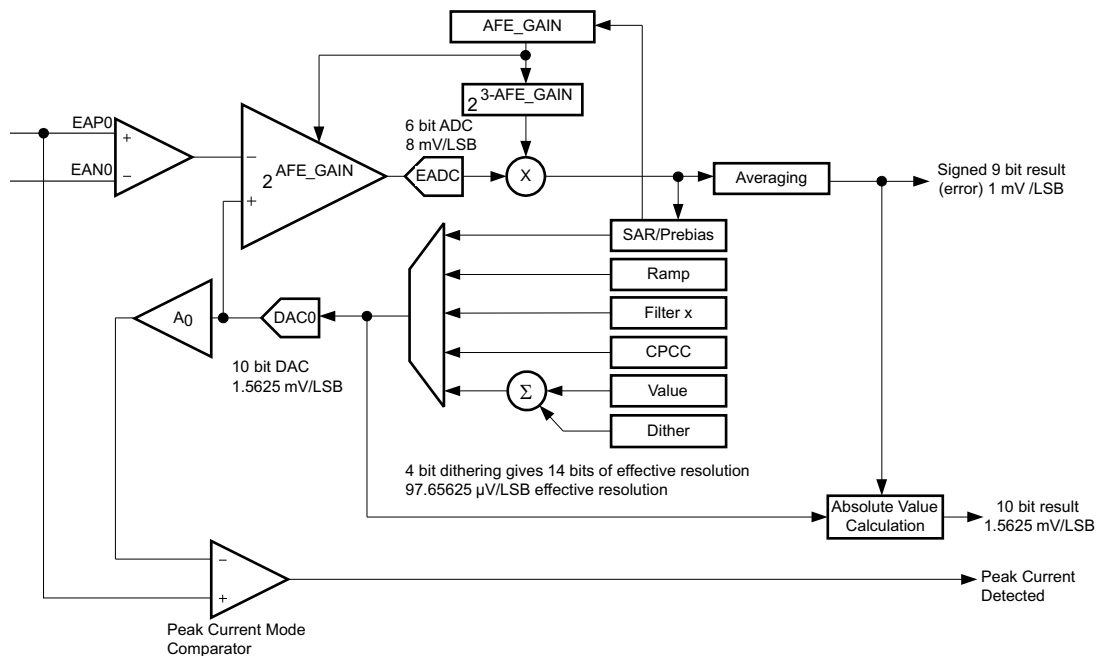 AFE_GAIN
2 3-AFE_GAIN
EAP0
+
EAN0
−
−
2 AFE_GAIN
+
6 bit ADC
8 mV/LSB
EADC
X
Averaging
Signed 9 bit result
(error) 1 mV /LSB
SAR/Prebias
Ramp
Filter x
CPCC
Value
Dither
Σ
A0
DAC0
10 bit DAC
1.5625 mV/LSB
4 bit dithering gives 14 bits of effective resolution
97.65625 μV/LSB effective resolution
Absolute Value
Calculation
10 bit result
1.5625 mV/LSB
−
+
Peak Current
Detected
Peak Current Mode
Comparator